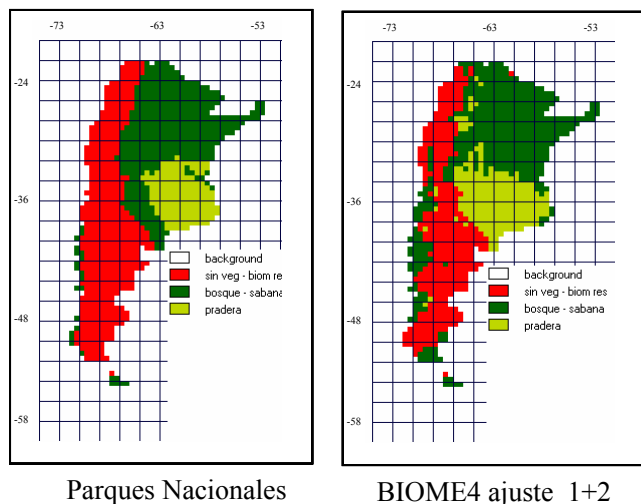 -73 -63 -53
-24
-36
-48
-58
background
sin veg - biom re
bosque - sabana
pradera
Parques Nacionales
-73 -63 -53
-24
-36
-48
-58
background
sin veg - biom res
bosque - sabana
pradera
BIOME4 ajuste 1+2